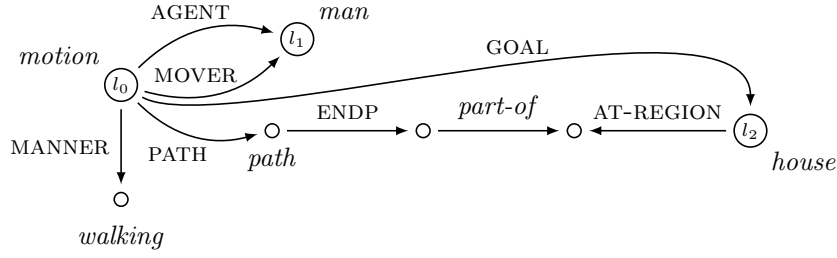 AGENT
man
l1
motion
GOAL
l0
MOVER
ENDP
part-of
AT-REGION
l2
MANNER
PATH
path
house
walking